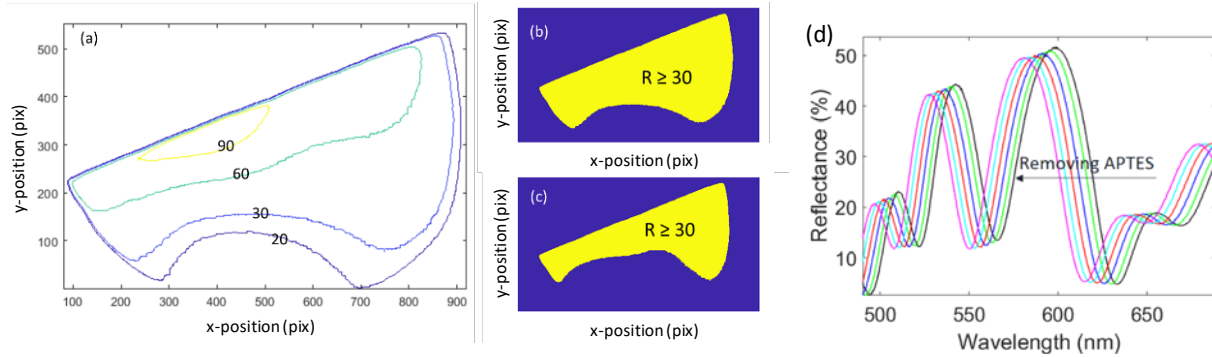 (a)
500
400
300
200
100
y-position (pix)
90
60
30
20
100 200 300 400 500 600 700 800 900
x-position (pix)
(b)
R ≥ 30
y-position (pix)
x-position (pix)
(c)
R ≥ 30
y-position (pix)
x-position (pix)
(d)
50
40
30
20
10
Reflectance (%)
Removing APTES
500 550 600 650
Wavelength (nm)